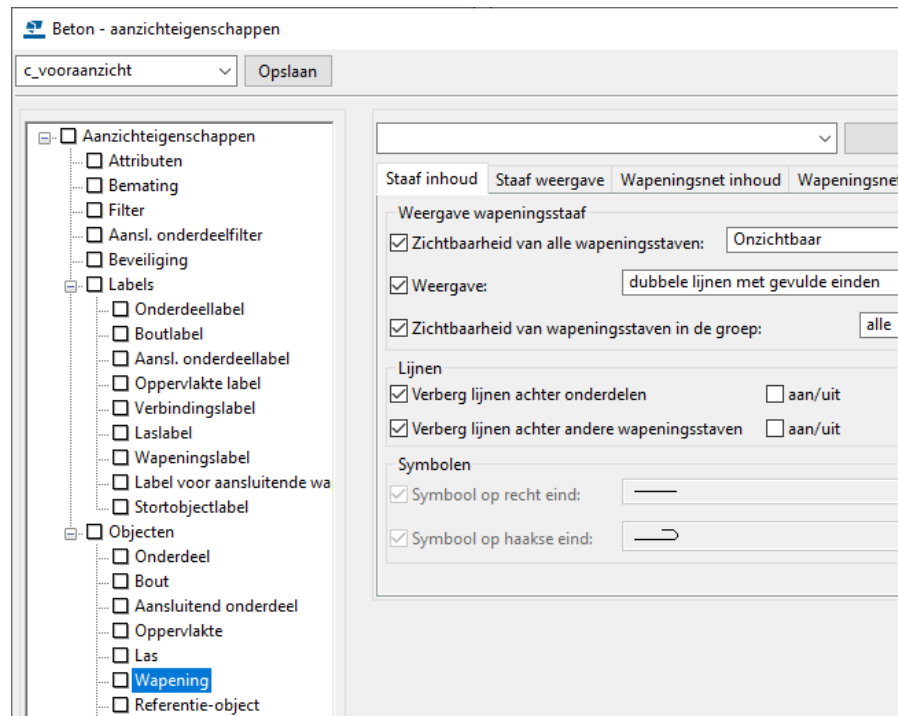 Beton - aanzichteigenschappen
c_vooraanzicht
Opslaan
Aanzichteigenschappen
Attributen
Bemating
Filter
Aansl. onderdeelfilter
Beveiliging
Labels
Onderdeellabel
Boutlabel
Aansl. onderdeellabel
Oppervlakte label
Verbindingslabel
Laslabel
Wapeningslabel
Label voor aansluitende wa
Stortobjectlabel
Objecten
Onderdeel
Bout
Aansluitend onderdeel
Oppervlakte
Las
Wapening
Referentie-object
Staaf inhoud Staaf weergave Wapeningsnet inhoud Wapeningsnet
Weergave wapeningsstaaf
Zichtbaarheid van alle wapeningsstaven: Onzichtbaar
Weergave: dubbele lijnen met gevulde einden
Zichtbaarheid van wapeningsstaven in de groep: alle
Lijnen
Verberg lijnen achter onderdelen aan/uit
Verberg lijnen achter andere wapeningsstaven aan/uit
Symbolen
Symbool op recht eind:
Symbool op haakse eind: